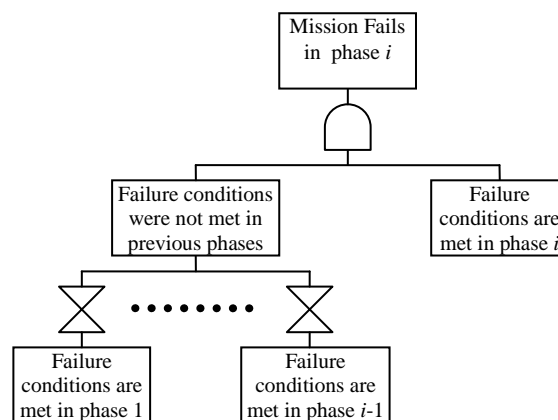 Mission Fails
in phase i
Failure conditions
were not met in
previous phases
Failure
conditions are
met in phase i
Failure
conditions are
met in phase 1
Failure
conditions are
met in phase i-1